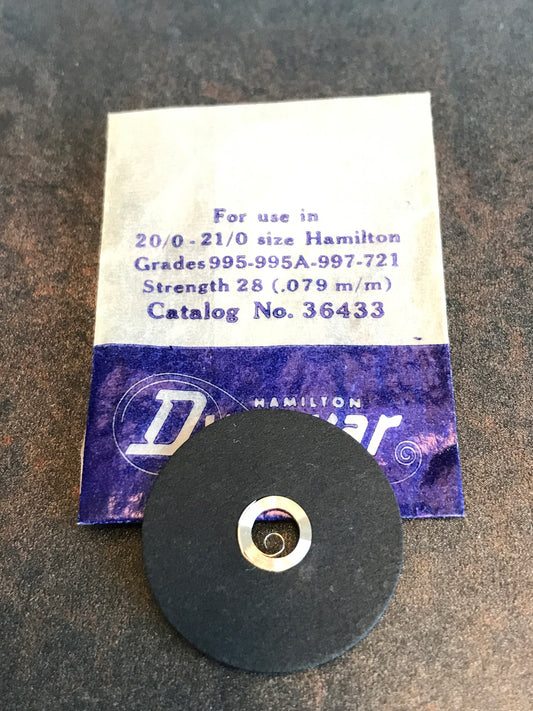 For use in
20/0 - 21/0 size Hamilton
Grades 995-995A-997-721
Strength 28 (.079 m/m)
Catalog No. 36433
HAMILTON